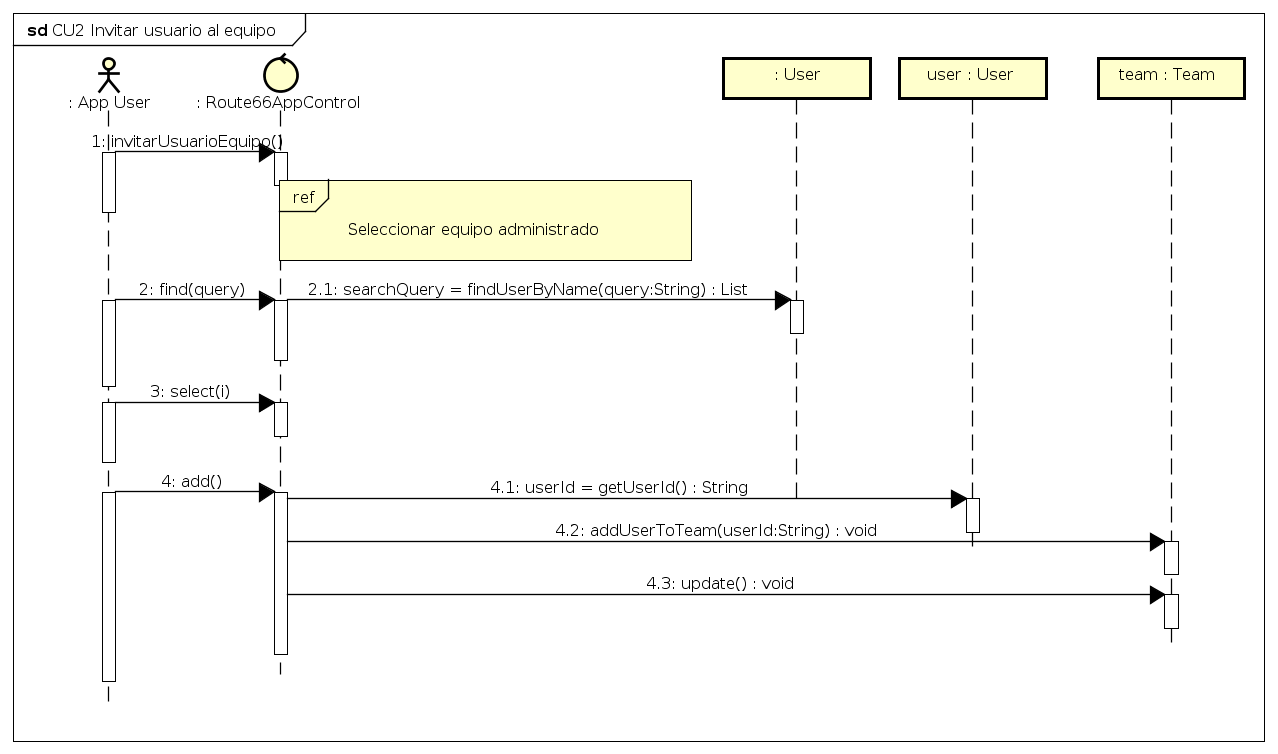 sd CU2 Invitar usuario al equipo
: App User
: Route66AppControl
: User
user : User
team : Team
1: invitarUsuarioEquipo()
ref
Seleccionar equipo administrado
2: find(query)
2.1: searchQuery = findUserByName(query:String) : List
3: select(i)
4: add()
4.1: userId = getUserId() : String
4.2: addUserToTeam(userId:String) : void
4.3: update() : void